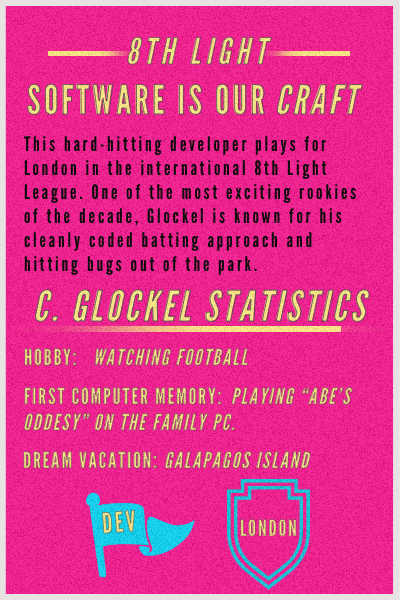 8TH LIGHT
SOFTWARE IS OUR CRAFT
This hard-hitting developer plays for
London in the international 8th Light
League. One of the most exciting rookies
of the decade, Glockel is known for his
cleanly coded batting approach and
hitting bugs out of the park.
C. GLOCKEL STATISTICS
HOBBY: WATCHING FOOTBALL
FIRST COMPUTER MEMORY: PLAYING "ABE'S
ODDESY" ON THE FAMILY PC.
DREAM VACATION: GALAPAGOS ISLAND
DEV
LONDON